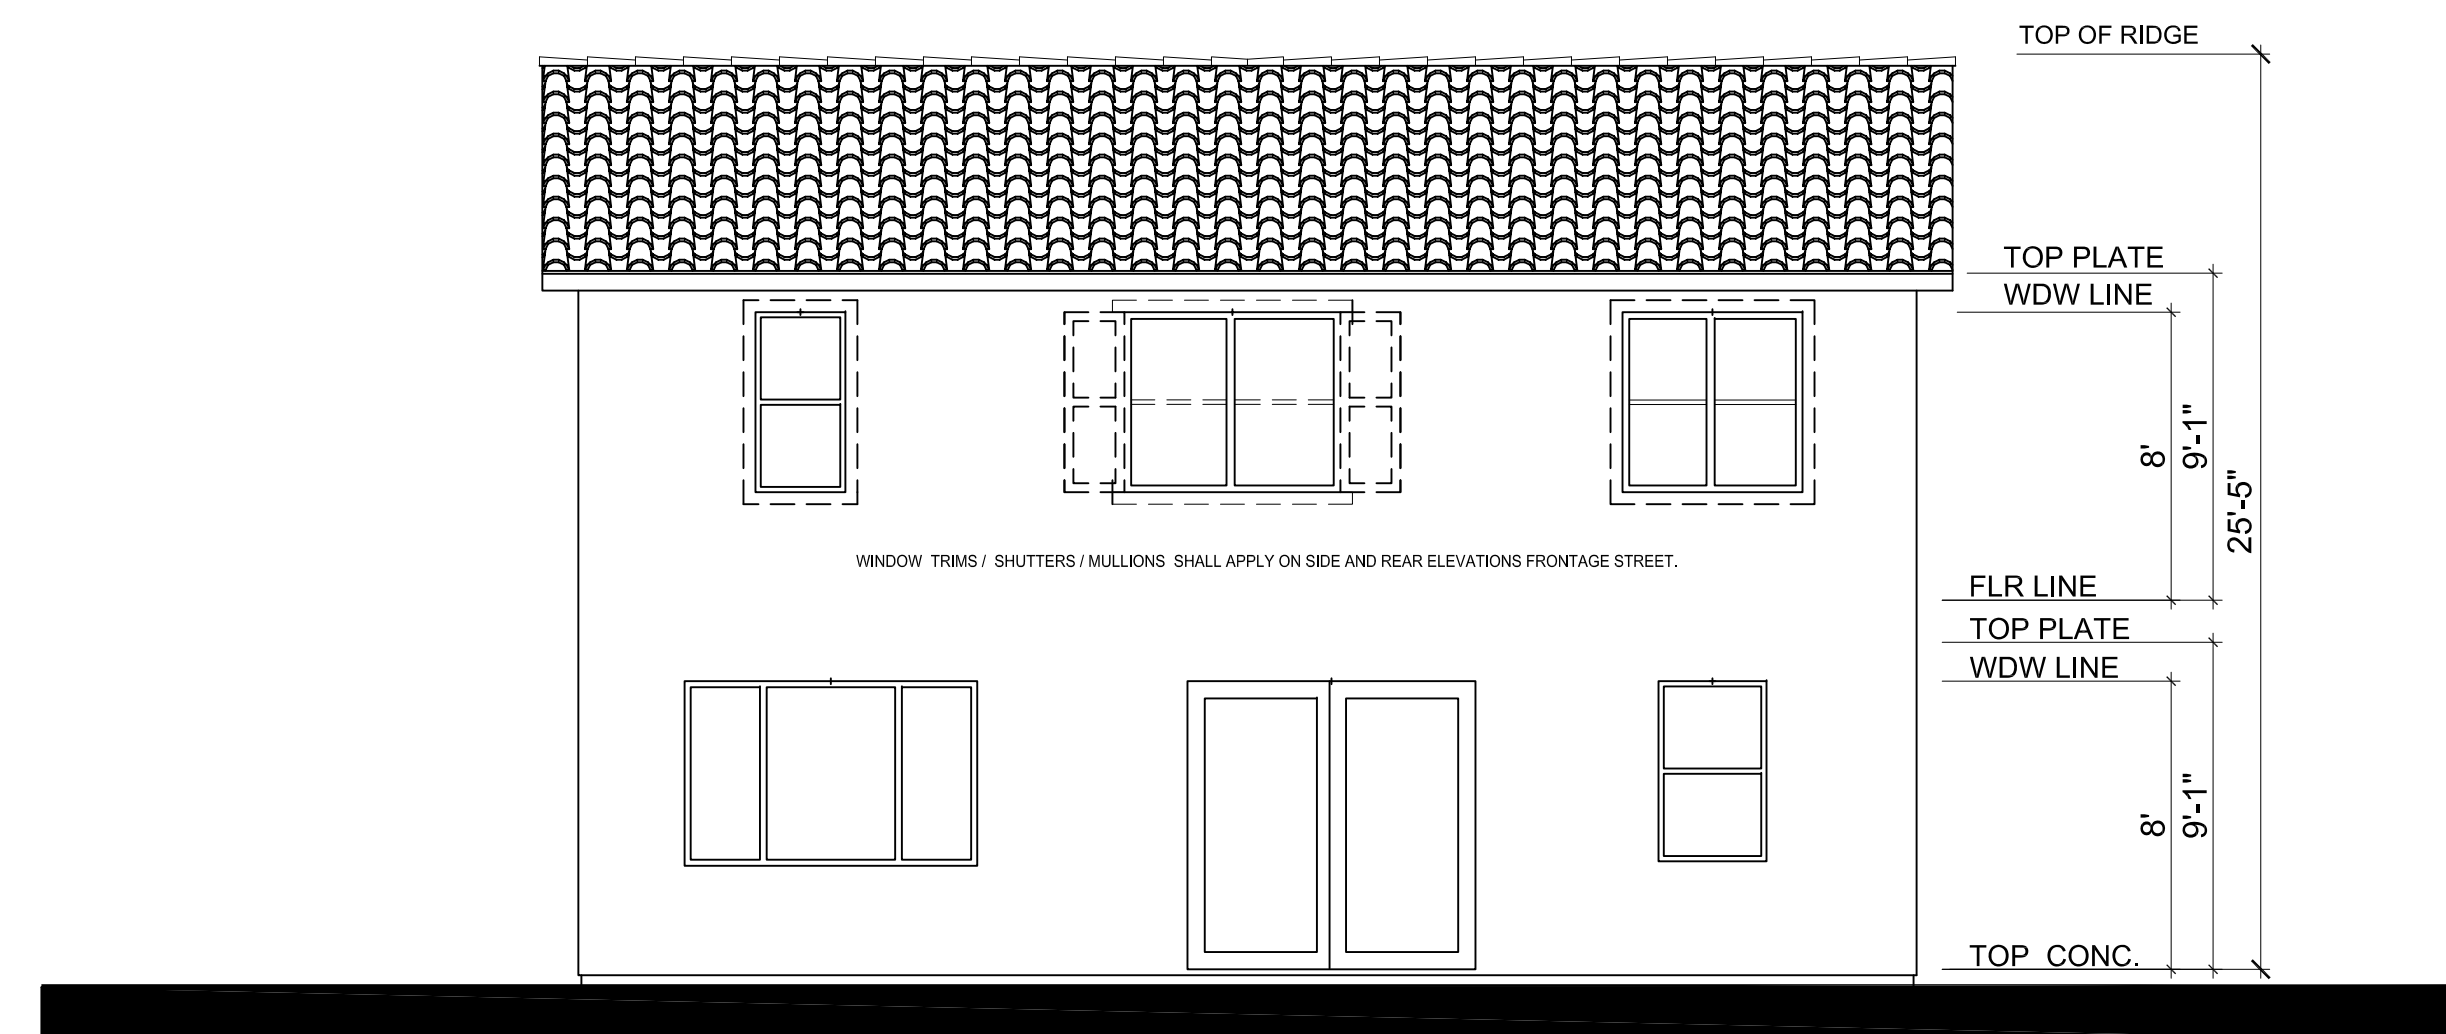 TOP OF RIDGE
TOP PLATE
WDW LINE
8'
9'-1"
25'-5"
WINDOW TRIMS / SHUTTERS / MULLIONS SHALL APPLY ON SIDE AND REAR ELEVATIONS FRONTAGE STREET.
FLR LINE
TOP PLATE
WDW LINE
8'
9'-1"
TOP CONC.